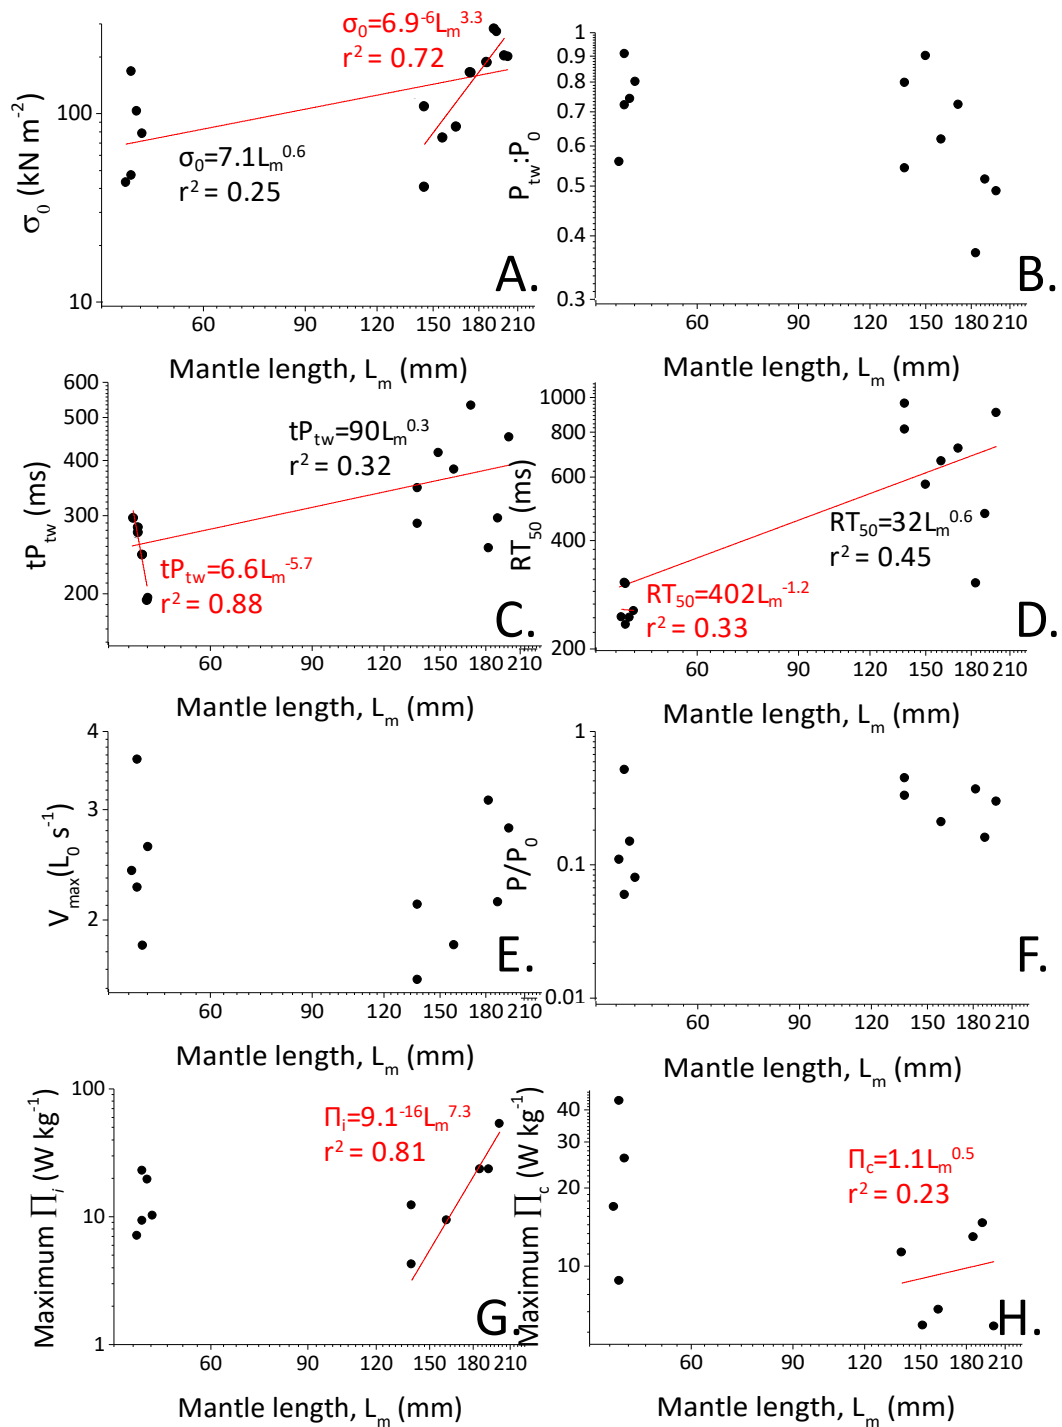 σ0 (kN m-2)
100
10
σ0=6.9-6Lm3.3
r2 = 0.72
σ0=7.1Lm0.6
r2 = 0.25
A.
60
90
120
150
180
210
Mantle length, Lm (mm)
Ptw:P0
1
0.9
0.8
0.7
0.6
0.5
0.4
0.3
B.
60
90
120
150
180
210
Mantle length, Lm (mm)
tPtw (ms)
600
500
400
300
200
tPtw=90Lm0.3
r2 = 0.32
tPtw=6.6Lm-5.7
r2 = 0.88
C.
60
90
120
150
180
210
Mantle length, Lm (mm)
RT50 (ms)
1000
800
600
400
200
RT50=32Lm0.6
r2 = 0.45
RT50=402Lm-1.2
r2 = 0.33
D.
60
90
120
150
180
210
Mantle length, Lm (mm)
Vmax(L0 s-1)
4
3
2
E.
60
90
120
150
180
210
Mantle length, Lm (mm)
P/P0
1
0.1
0.01
F.
60
90
120
150
180
210
Mantle length, Lm (mm)
Maximum ∏i (W kg-1)
100
10
1
Πi=9.1-16Lm7.3
r2 = 0.81
G.
60
90
120
150
180
210
Mantle length, Lm (mm)
Maximum ∏c (W kg-1)
40
30
20
10
Πc=1.1Lm0.5
r2 = 0.23
H.
60
90
120
150
180
210
Mantle length, Lm (mm)